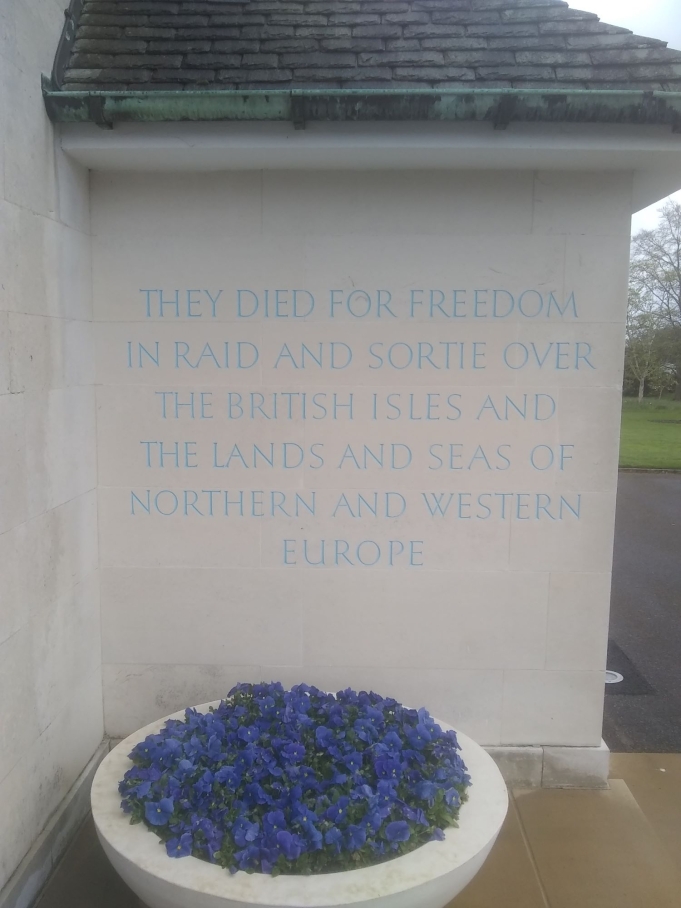 THEY DIED FOR FREEDOM
IN RAID AND SORTIE OVER
THE BRITISH ISLES AND
THE LANDS AND SEAS OF
NORTHERN AND WESTERN
EUROPE